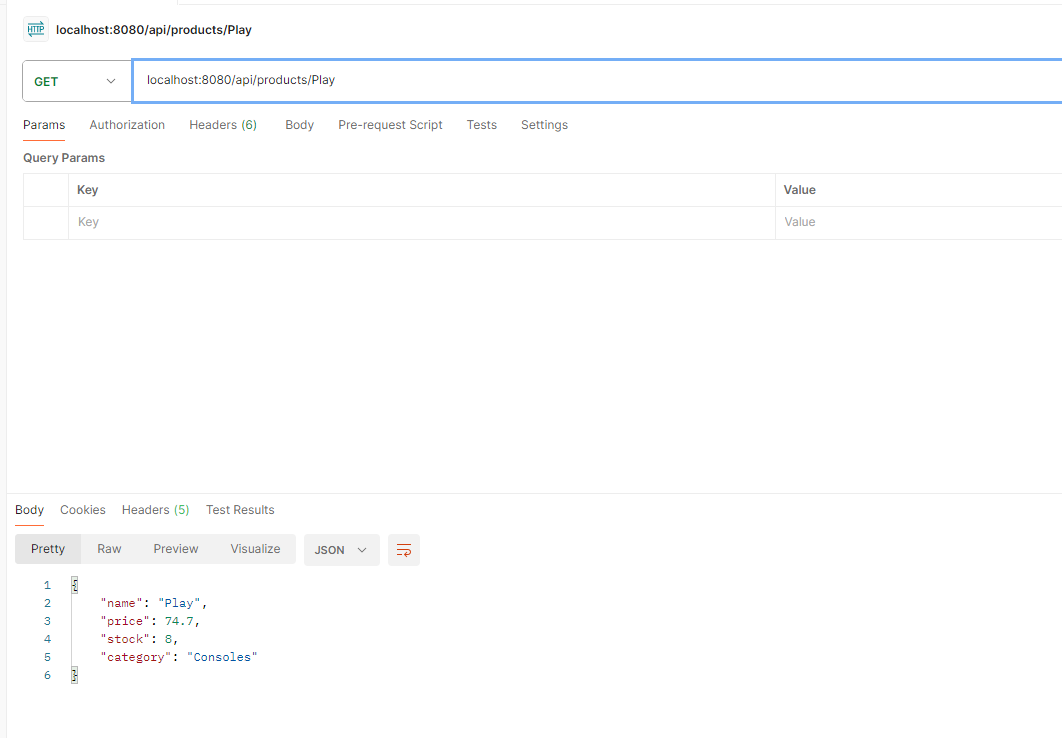 HTTP localhost:8080/api/products/Play
GET localhost:8080/api/products/Play
Params Authorization Headers (6) Body Pre-request Script Tests Settings
Query Params
Key Value
Key Value
Body Cookies Headers (5) Test Results
Pretty Raw Preview Visualize JSON
1 {
2 "name": "Play",
3 "price": 74.7,
4 "stock": 8,
5 "category": "Consoles"
6 }